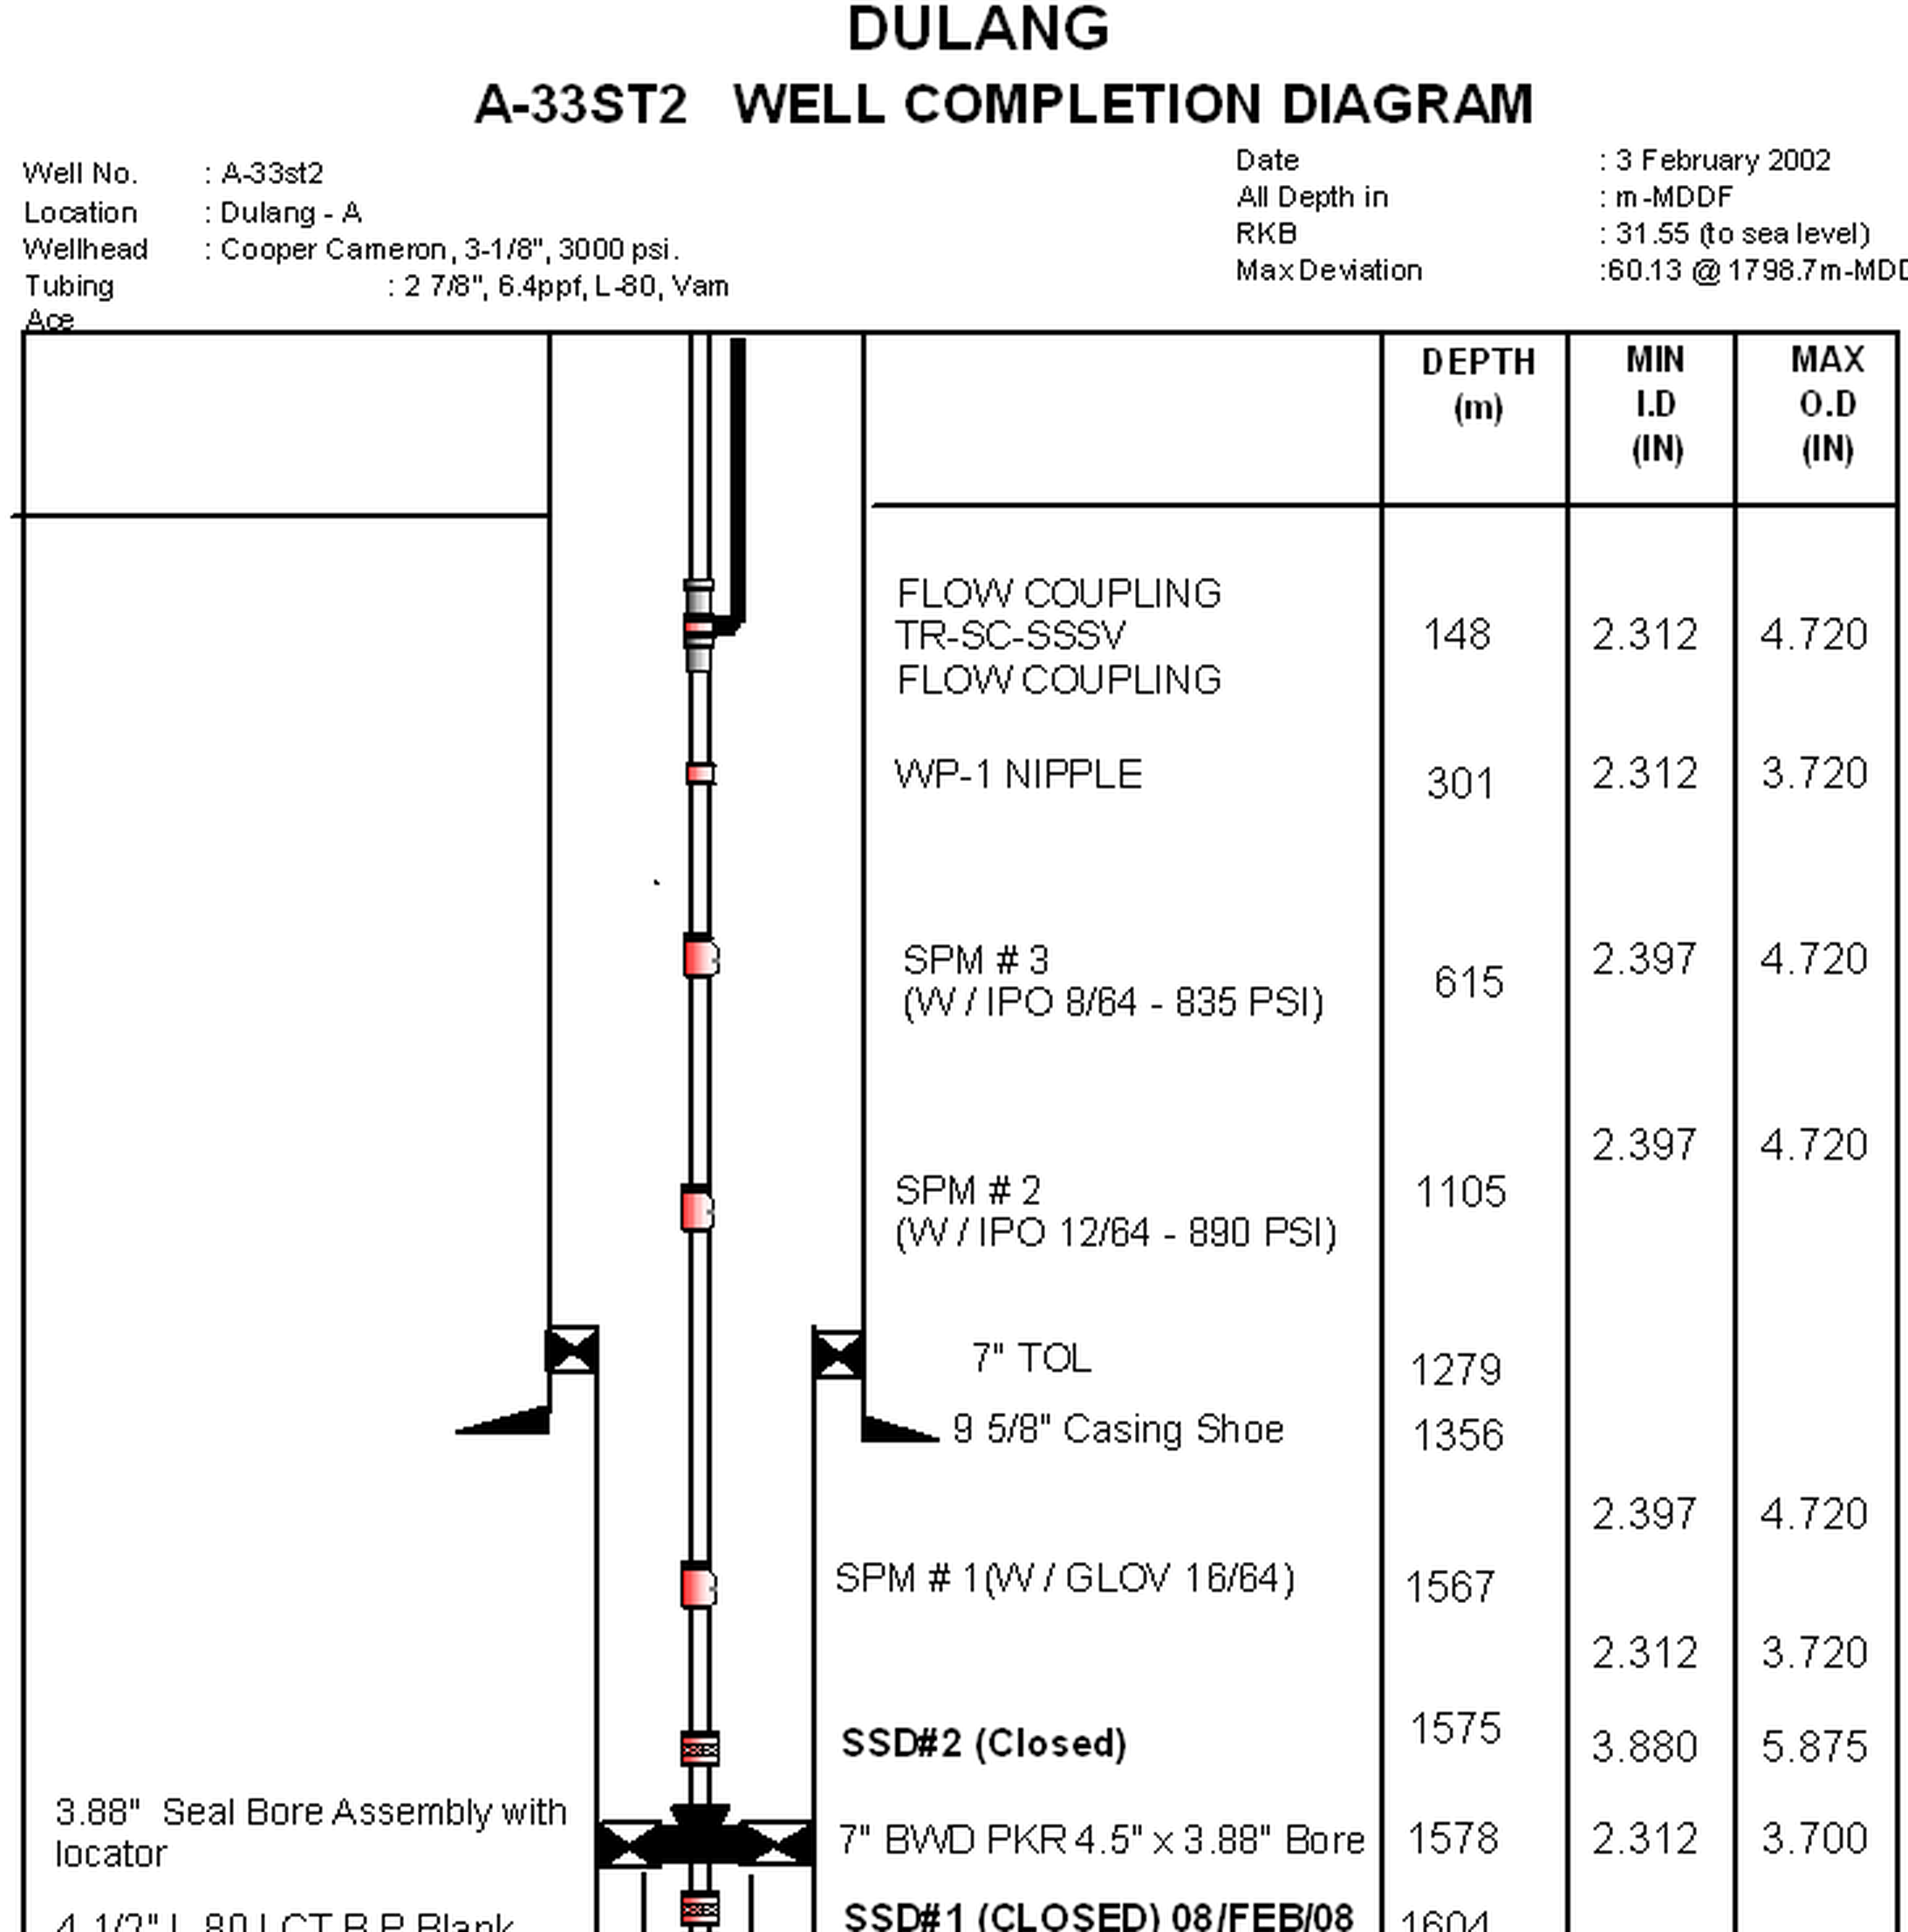 DULANG
A-33ST2 WELL COMPLETION DIAGRAM
Well No. : A-33st2
Location : Dulang - A
Wellhead : Cooper Cameron, 3-1/8", 3000 psi.
Tubing : 2 7/8", 6.4ppf, L-80, Vam
Ace
Date : 3 February 2002
All Depth in : m-MDDF
RKB : 31.55 (to sea level)
Max Deviation :60.13 @ 1798.7m-MDD
DEPTH (m) MIN I.D (IN) MAX O.D (IN)
FLOW COUPLING
TR-SC-SSSV 148 2.312 4.720
FLOW COUPLING
WP-1 NIPPLE 301 2.312 3.720
SPM # 3 615 2.397 4.720
(W / IPO 8/64 - 835 PSI)
2.397 4.720
SPM # 2 1105
(W / IPO 12/64 - 890 PSI)
7" TOL 1279
9 5/8" Casing Shoe 1356
2.397 4.720
SPM # 1(W / GLOV 16/64) 1567
2.312 3.720
SSD#2 (Closed) 1575 3.880 5.875
3.88" Seal Bore Assembly with
locator
7" BWD PKR 4.5" x 3.88" Bore 1578 2.312 3.700
4 1/2" L-80 LCT B.P Blank
SSD#1 (CLOSED) 08/FEB/08 1604